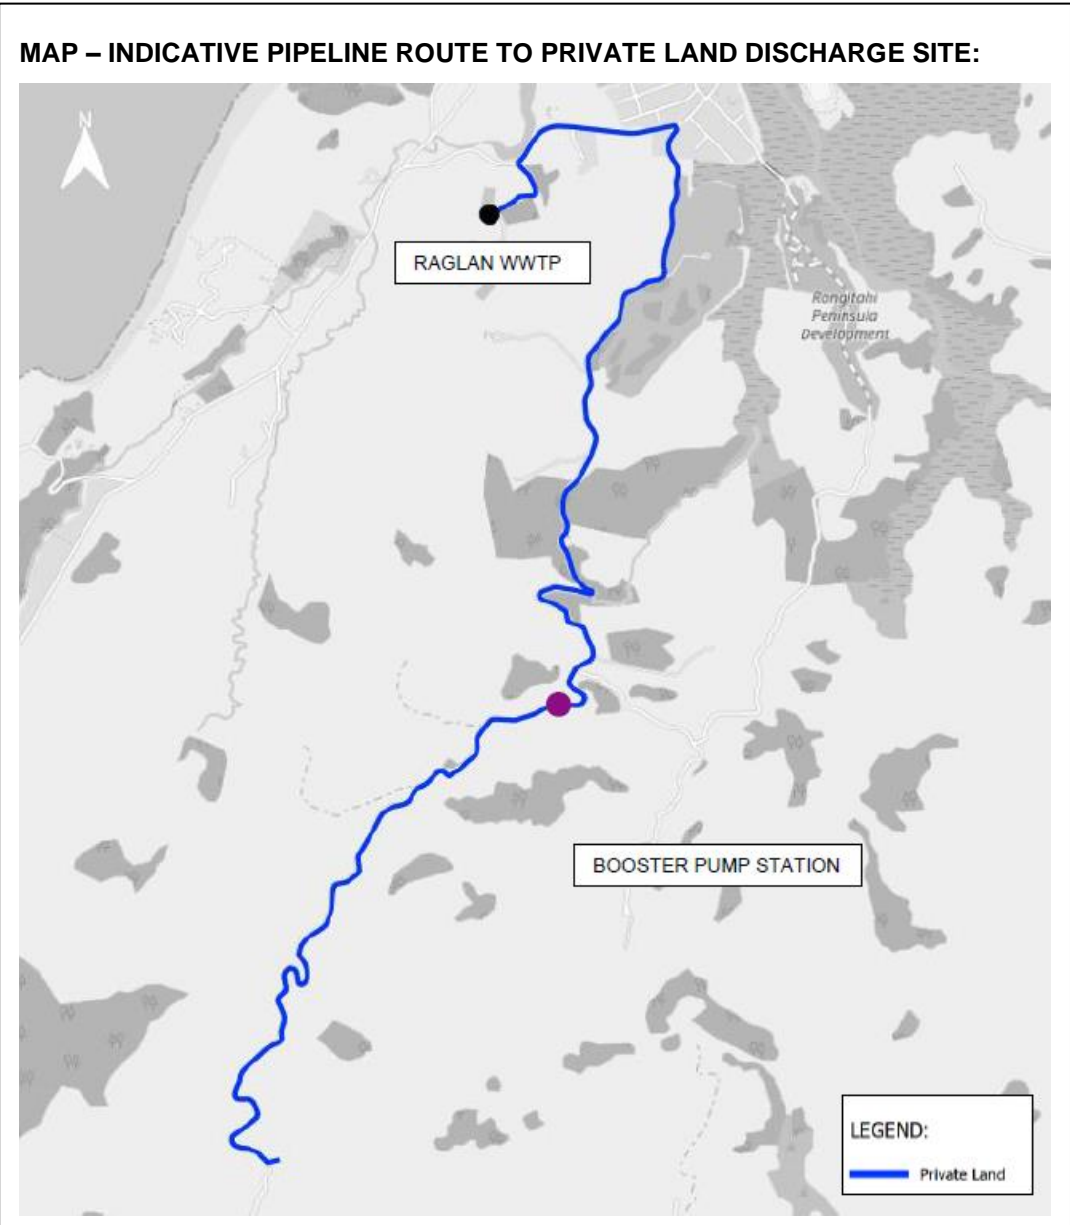 MAP – INDICATIVE PIPELINE ROUTE TO PRIVATE LAND DISCHARGE SITE:
N
RAGLAN WWTP
Rangitahi
Peninsula
Development
BOOSTER PUMP STATION
LEGEND:
Private Land